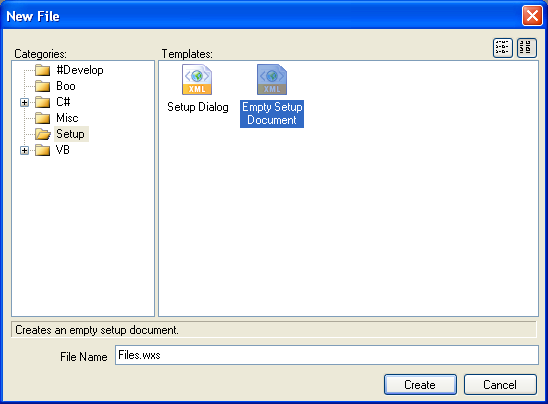 New File
Categories:
Templates:
#Develop
Boo
C#
Misc
Setup
VB
XML
Setup Dialog
XML
Empty Setup
Document
Creates an empty setup document.
File Name
Files.wxs
Create
Cancel